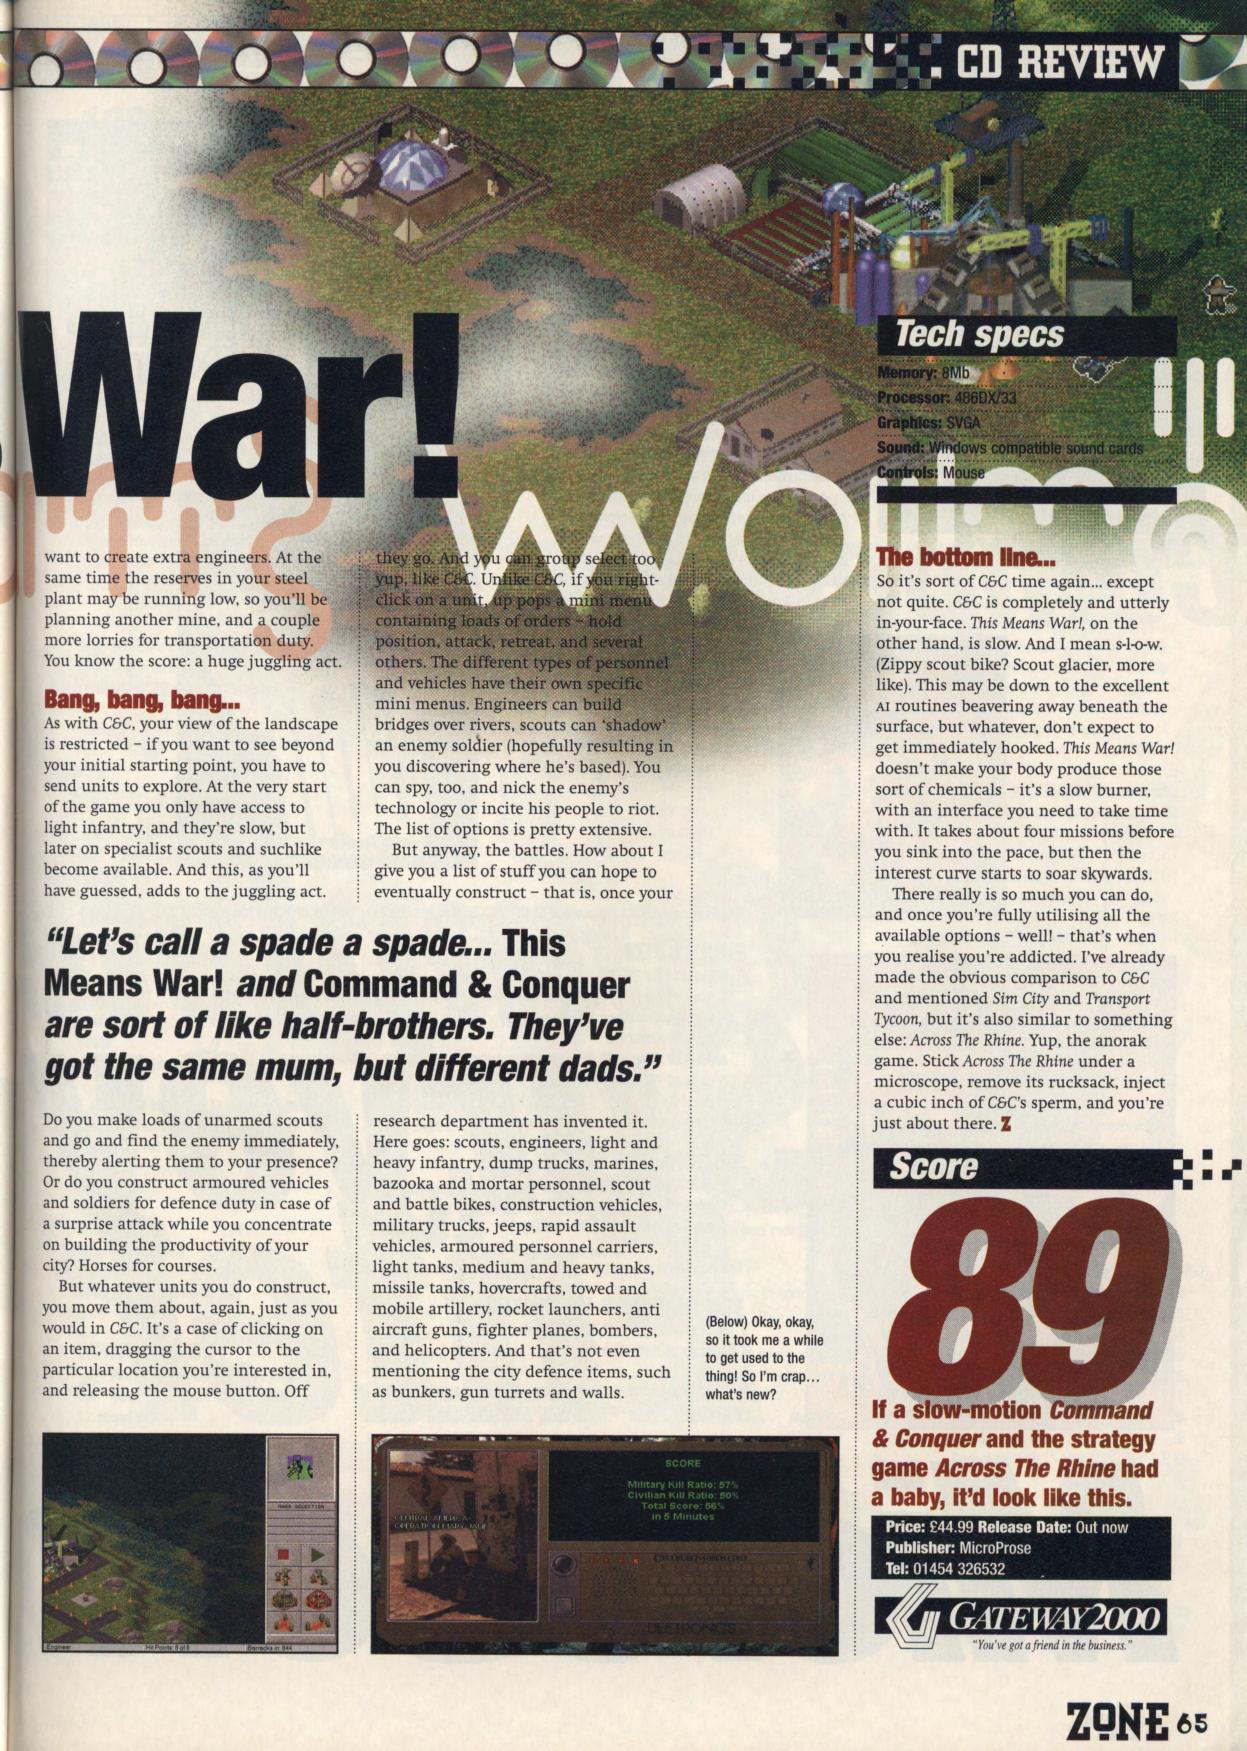 CD REVIEW
War!
Tech specs
Memory: 8Mb
Processor: 486DX/33
Graphics: SVGA
Sound: Windows compatible sound cards
Controls: Mouse
want to create extra engineers. At the
same time the reserves in your steel
plant may be running low, so you'll be
planning another mine, and a couple
more lorries for transportation duty.
You know the score: a huge juggling act.
Bang, bang, bang...
As with C&C, your view of the landscape
is restricted – if you want to see beyond
your initial starting point, you have to
send units to explore. At the very start
of the game you only have access to
light infantry, and they're slow, but
later on specialist scouts and suchlike
become available. And this, as you'll
have guessed, adds to the juggling act.
they go. And you can group select too,
yup, like C&C. Unlike C&C, if you right-
click on a unit, up pops a mini menu
containing loads of orders – hold
position, attack, retreat, and several
others. The different types of personnel
and vehicles have their own specific
mini menus. Engineers can build
bridges over rivers, scouts can 'shadow'
an enemy soldier (hopefully resulting in
you discovering where he's based). You
can spy, too, and nick the enemy's
technology or incite his people to riot.
The list of options is pretty extensive.
But anyway, the battles. How about I
give you a list of stuff you can hope to
eventually construct – that is, once your
"Let's call a spade a spade... This
Means War! and Command & Conquer
are sort of like half-brothers. They've
got the same mum, but different dads."
Do you make loads of unarmed scouts
and go and find the enemy immediately,
thereby alerting them to your presence?
Or do you construct armoured vehicles
and soldiers for defence duty in case of
a surprise attack while you concentrate
on building the productivity of your
city? Horses for courses.
But whatever units you do construct,
you move them about, again, just as you
would in C&C. It's a case of clicking on
an item, dragging the cursor to the
particular location you're interested in,
and releasing the mouse button. Off
research department has invented it.
Here goes: scouts, engineers, light and
heavy infantry, dump trucks, marines,
bazooka and mortar personnel, scout
and battle bikes, construction vehicles,
military trucks, jeeps, rapid assault
vehicles, armoured personnel carriers,
light tanks, medium and heavy tanks,
missile tanks, hovercrafts, towed and
mobile artillery, rocket launchers, anti
aircraft guns, fighter planes, bombers,
and helicopters. And that's not even
mentioning the city defence items, such
as bunkers, gun turrets and walls.
(Below) Okay, okay,
so it took me a while
to get used to the
thing! So I'm crap...
what's new?
Engineer
Hit Points: 8 of 8
Barracks in: 844
SCORE
Military Kill Ratio: 57%
Civilian Kill Ratio: 50%
Total Score: 56%
in 5 Minutes
CENTRAL AMERICA
The bottom line...
So it's sort of C&C time again... except
not quite. C&C is completely and utterly
in-your-face. This Means War!, on the
other hand, is slow. And I mean s-l-o-w.
(Zippy scout bike? Scout glacier, more
like). This may be down to the excellent
AI routines beavering away beneath the
surface, but whatever, don't expect to
get immediately hooked. This Means War!
doesn't make your body produce those
sort of chemicals – it's a slow burner,
with an interface you need to take time
with. It takes about four missions before
you sink into the pace, but then the
interest curve starts to soar skywards.
There really is so much you can do,
and once you're fully utilising all the
available options – well! – that's when
you realise you're addicted. I've already
made the obvious comparison to C&C
and mentioned Sim City and Transport
Tycoon, but it's also similar to something
else: Across The Rhine. Yup, the anorak
game. Stick Across The Rhine under a
microscope, remove its rucksack, inject
a cubic inch of C&C's sperm, and you're
just about there. Z
Score
89
If a slow-motion Command
& Conquer and the strategy
game Across The Rhine had
a baby, it'd look like this.
Price: £44.99 Release Date: Out now
Publisher: MicroProse
Tel: 01454 326532
GATEWAY2000
"You've got a friend in the business."
ZONE 65